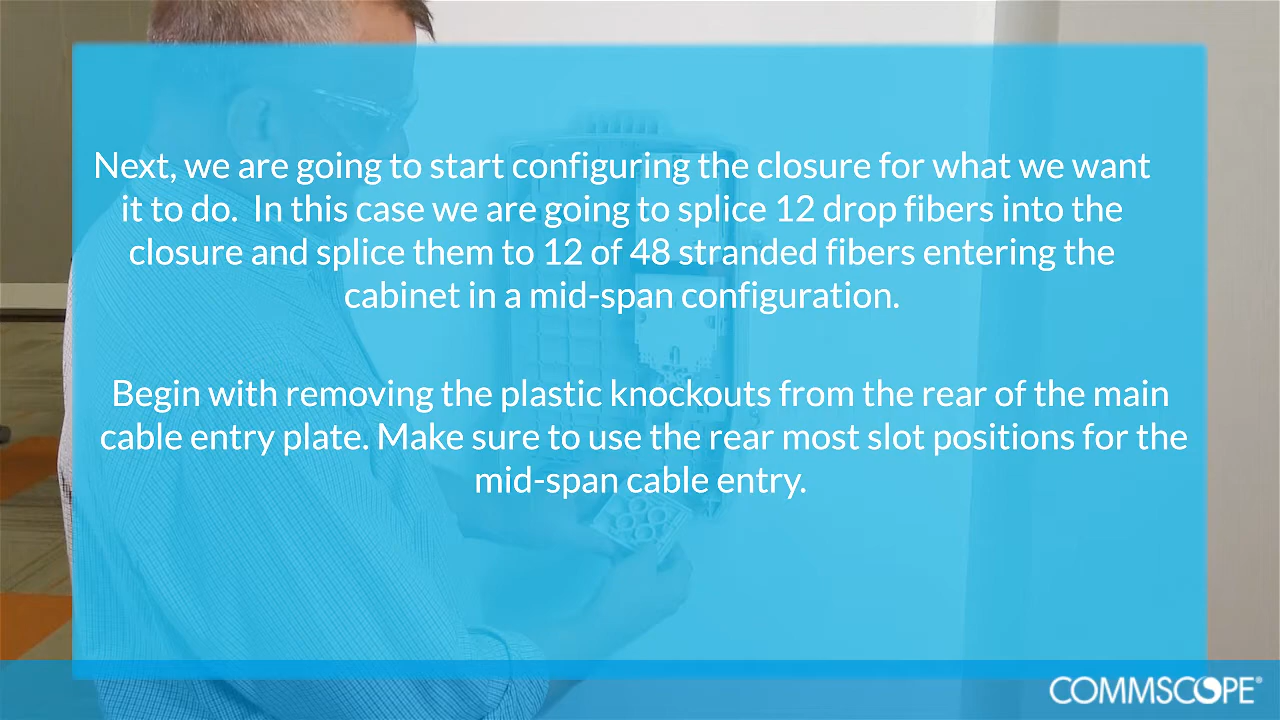 Next, we are going to start configuring the closure for what we want
it to do.  In this case we are going to splice 12 drop fibers into the
closure and splice them to 12 of 48 stranded fibers entering the
cabinet in a mid-span configuration.
Begin with removing the plastic knockouts from the rear of the main
cable entry plate. Make sure to use the rear most slot positions for the
mid-span cable entry.
COMMSCOPE®